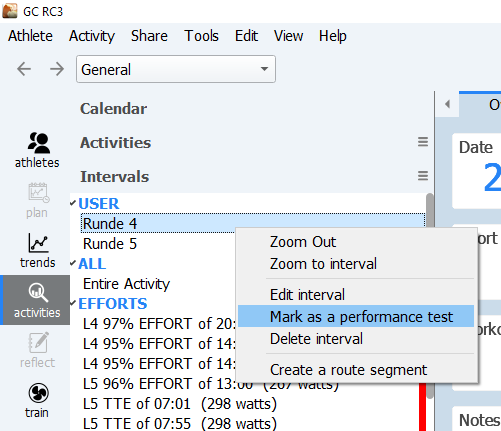 GC RC3
Athlete Activity Share Tools Edit View Help
General
Calendar
Activities
Intervals
athletes
plan
trends
activities
reflect
train
USER
Runde 4
Runde 5
ALL
Entire Activity
EFFORTS
L4 97% EFFORT of 20:
L4 95% EFFORT of 14:
L4 95% EFFORT of 14:
L5 96% EFFORT of 13:00 (267 watts)
L5 TTE of 07:01 (298 watts)
L5 TTE of 07:55 (298 watts)
Zoom Out
Zoom to interval
Edit interval
Mark as a performance test
Delete interval
Create a route segment
Date
2
Notes